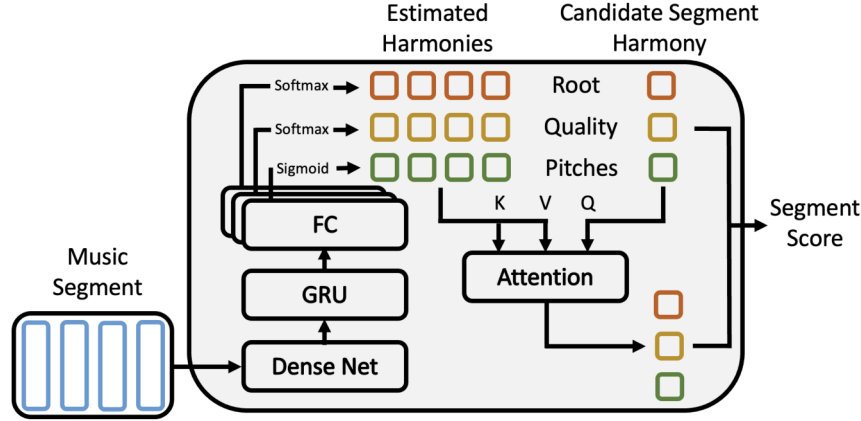 Estimated
Harmonies
Candidate Segment
Harmony
Softmax
Root
Softmax
Quality
Sigmoid
Pitches
K
V
Q
FC
Segment
Score
Attention
Music
Segment
GRU
Dense Net